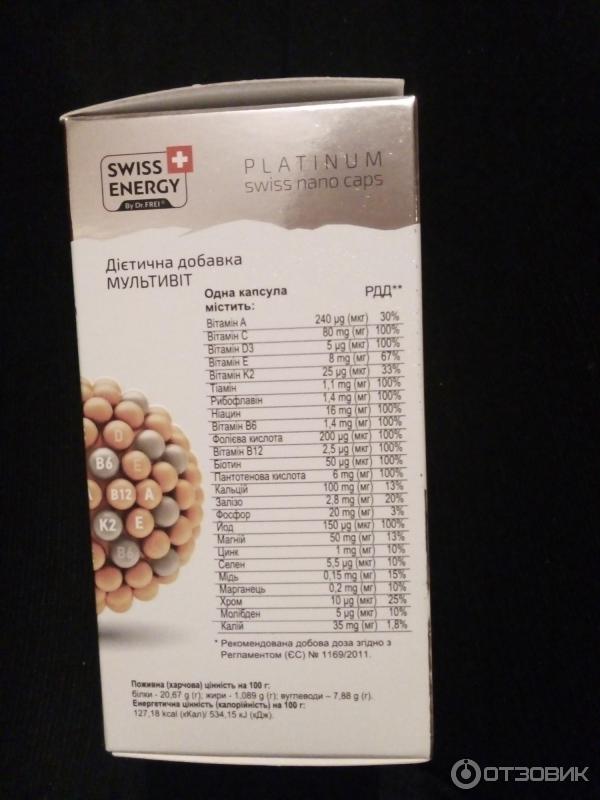 SWISS
ENERGY
By Dr.FREI®
PLATINUM
swiss nano caps
Дієтична добавка
МУЛЬТИВІТ
Одна капсула містить: РДД**
Вітамін А 240 µg (мкг) 30%
Вітамін С 80 mg (мг) 100%
Вітамін D3 5 µg (мкг) 100%
Вітамін Е 8 mg (мг) 67%
Вітамін К2 25 µg (мкг) 33%
Тіамін 1,1 mg (мг) 100%
Рибофлавін 1,4 mg (мг) 100%
Ніацин 16 mg (мг) 100%
Вітамін В6 1,4 mg (мг) 100%
Фолієва кислота 200 µg (мкг) 100%
Вітамін В12 2,5 µg (мкг) 100%
Біотин 50 µg (мкг) 100%
Пантотенова кислота 6 mg (мг) 100%
Кальцій 100 mg (мг) 13%
Залізо 2,8 mg (мг) 20%
Фосфор 20 mg (мг) 3%
Йод 150 µg (мкг) 100%
Магній 50 mg (мг) 13%
Цинк 1 mg (мг) 10%
Селен 5,5 µg (мкг) 10%
Мідь 0,15 mg (мг) 15%
Марганець 0,2 mg (мг) 10%
Хром 10 µg (мкг) 25%
Молібден 5 µg (мкг) 10%
Калій 35 mg (мг) 1,8%
* Рекомендована добова доза згідно з
Регламентом (ЄС) № 1169/2011.
D
B6 E
A B12 A
K2 E
B6
Поживна (харчова) цінність на 100 г:
білки - 20,67 g (г); жири - 1,089 g (г); вуглеводи – 7,88 g (г).
Енергетична цінність (калорійність) на 100 г:
127,18 kcal (кКал)/ 534,15 кJ (кДж).
ОТЗОВИК